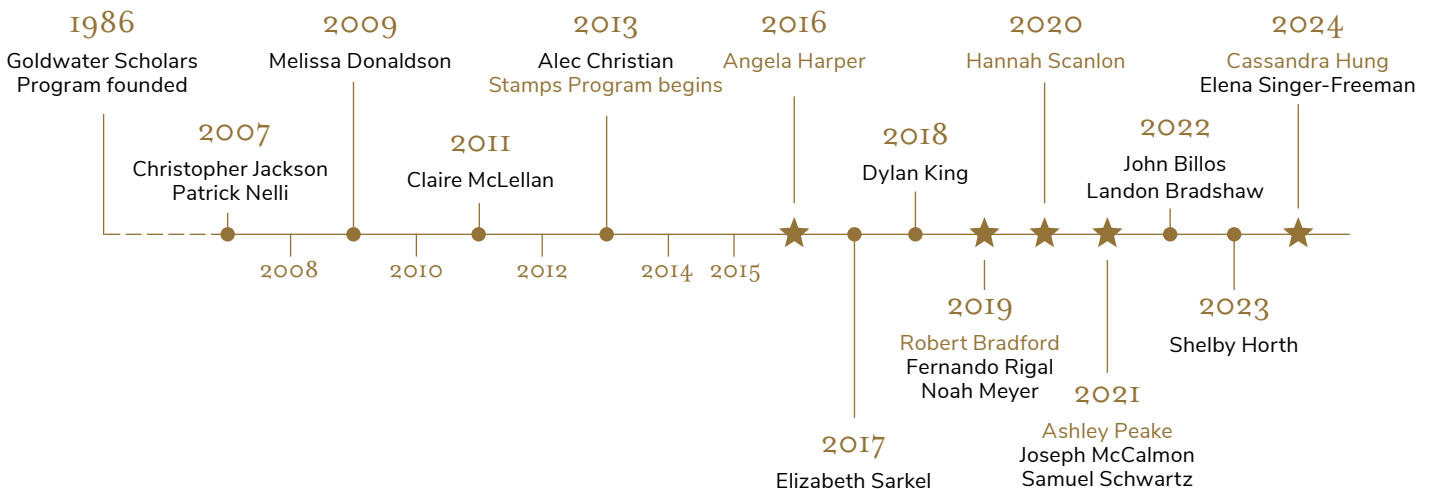 1986
Goldwater Scholars
Program founded
2007
Christopher Jackson
Patrick Nelli
2008
2009
Melissa Donaldson
2010
2011
Claire McLellan
2012
2013
Alec Christian
Stamps Program begins
2014
2015
2016
Angela Harper
2017
Elizabeth Sarkel
2018
Dylan King
2019
Robert Bradford
Fernando Rigal
Noah Meyer
2020
Hannah Scanlon
2021
Ashley Peake
Joseph McCalmon
Samuel Schwartz
2022
John Billos
Landon Bradshaw
2023
Shelby Horth
2024
Cassandra Hung
Elena Singer-Freeman